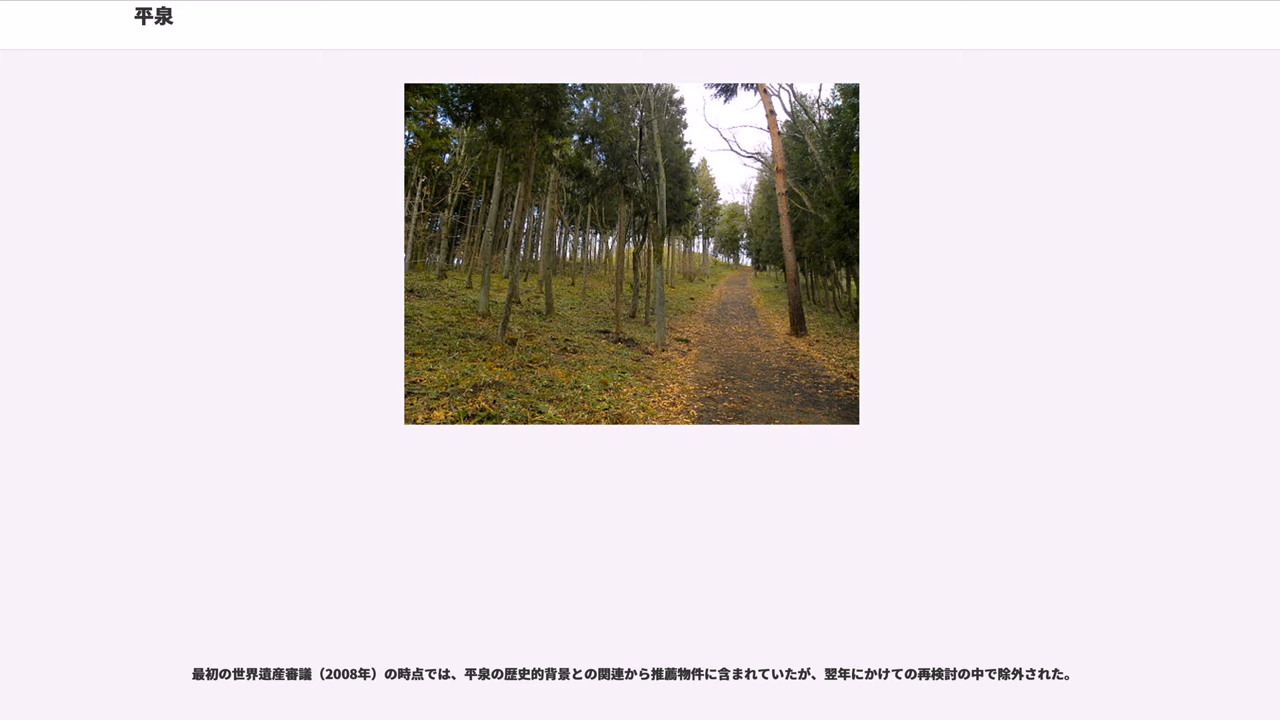 平泉
最初の世界遺産審議（2008年）の時点では、平泉の歴史的背景との関連から推薦物件に含まれていたが、翌年にかけての再検討の中で除外された。